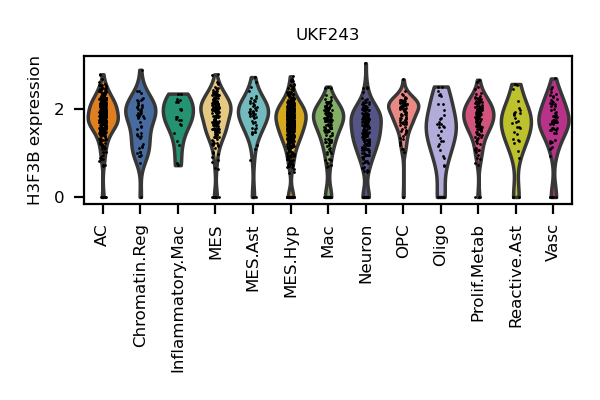 UKF243
H3F3B expression
2
0
AC
Chromatin.Reg
Inflammatory.Mac
MES
MES.Ast
MES.Hyp
Mac
Neuron
OPC
Oligo
Prolif.Metab
Reactive.Ast
Vasc